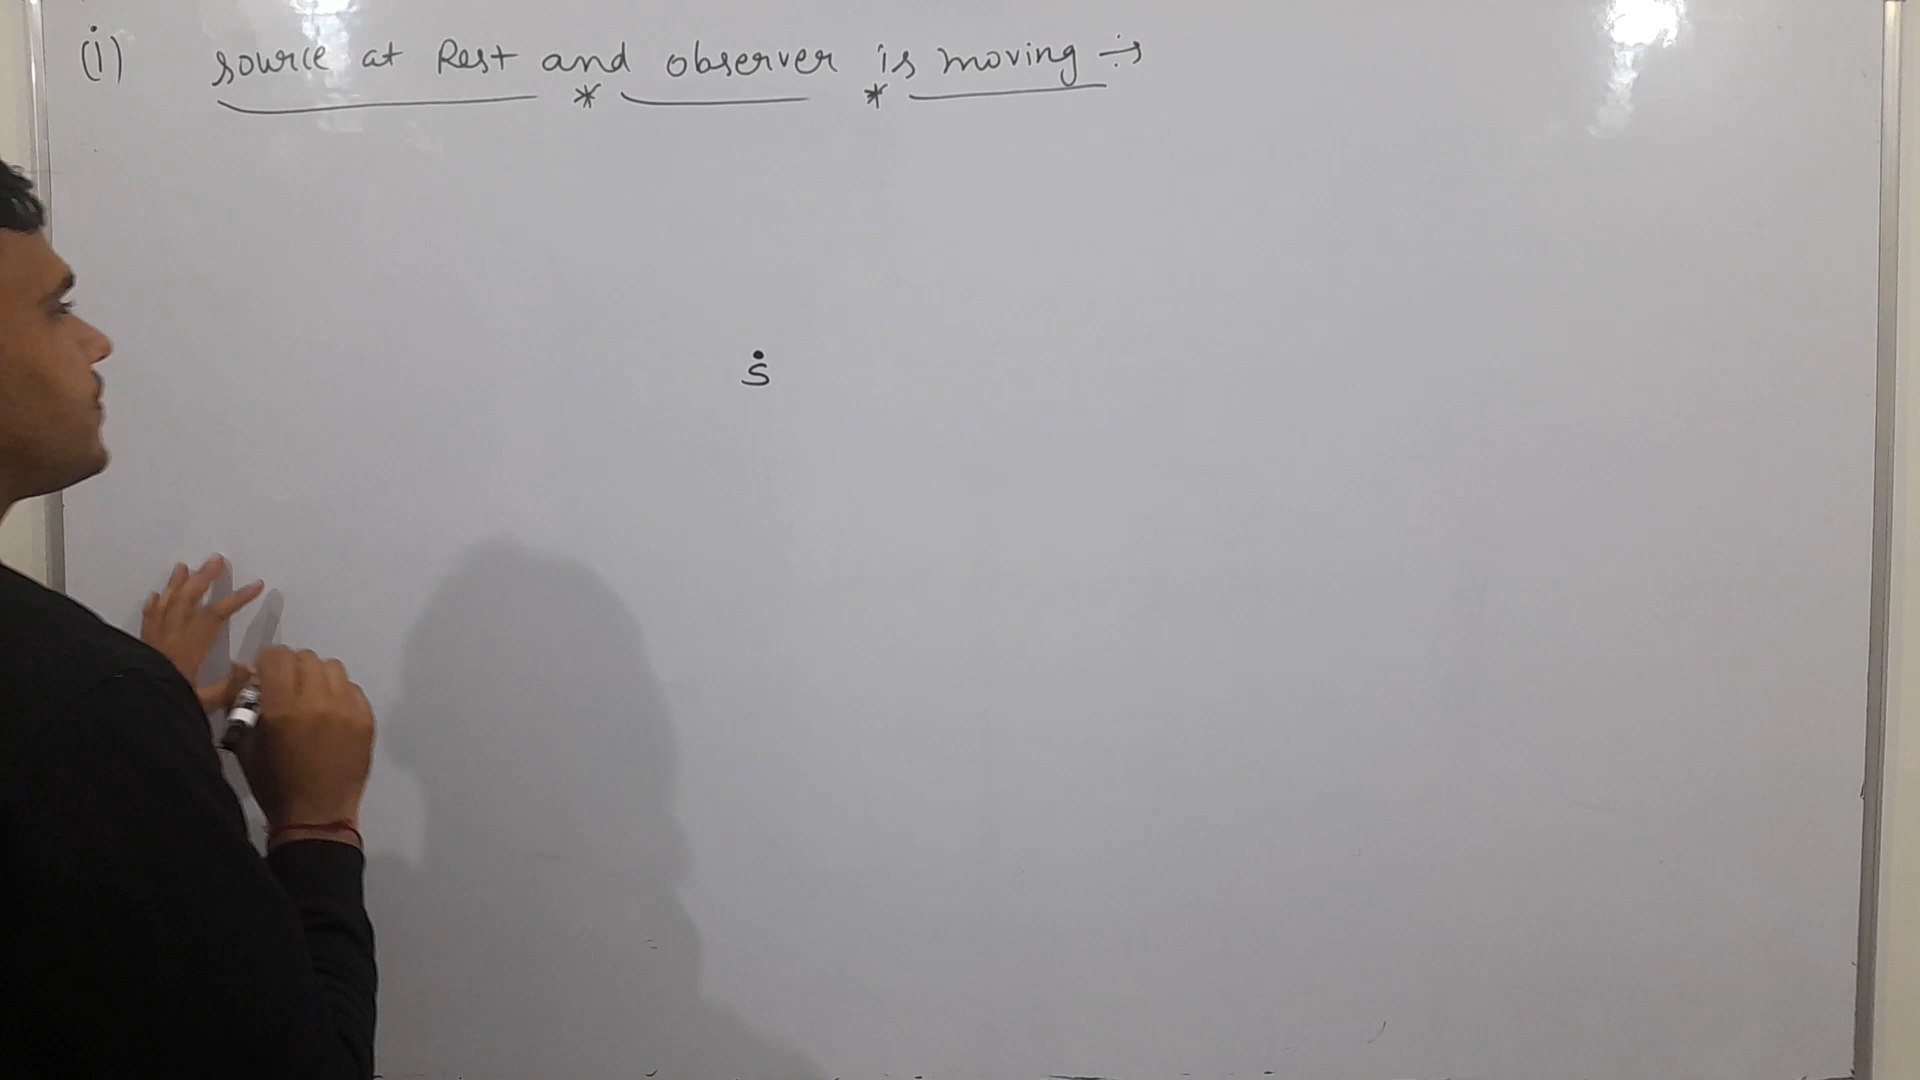 (i) source at Rest and observer is moving ÷→
* *
S